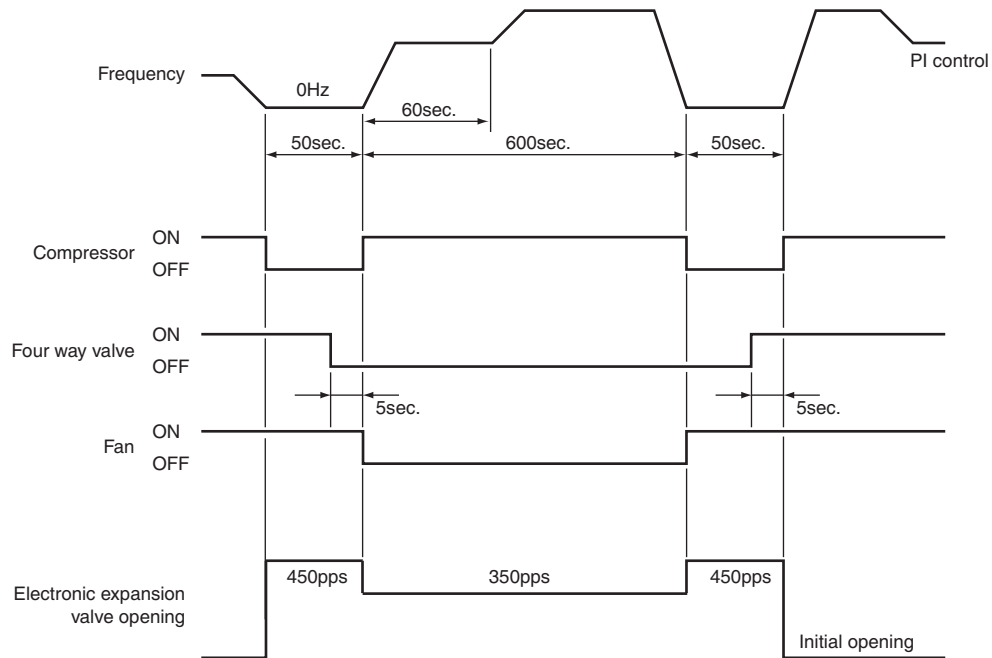 Frequency
0Hz
PI control
60sec.
50sec.
600sec.
50sec.
Compressor
ON
OFF
Four way valve
ON
OFF
5sec.
5sec.
Fan
ON
OFF
Electronic expansion
valve opening
450pps
350pps
450pps
Initial opening